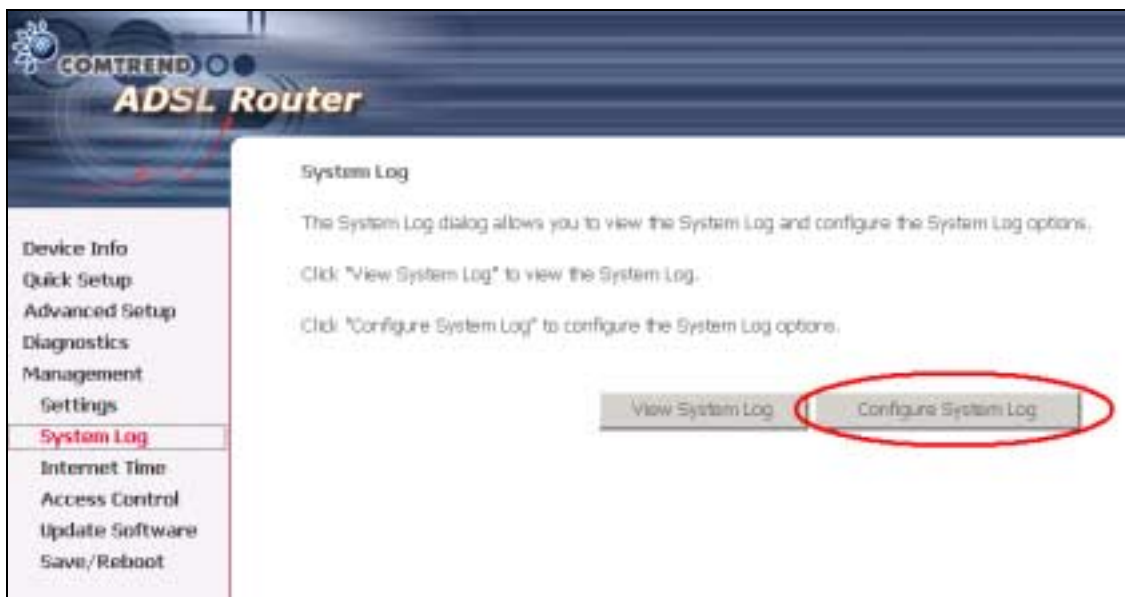 COMTREND
ADSL Router
System Log
The System Log dialog allows you to view the System Log and configure the System Log options.
Click "View System Log" to view the System Log.
Click "Configure System Log" to configure the System Log options.
View System Log
Configure System Log
Device Info
Quick Setup
Advanced Setup
Diagnostics
Management
Settings
System Log
Internet Time
Access Control
Update Software
Save/Reboot